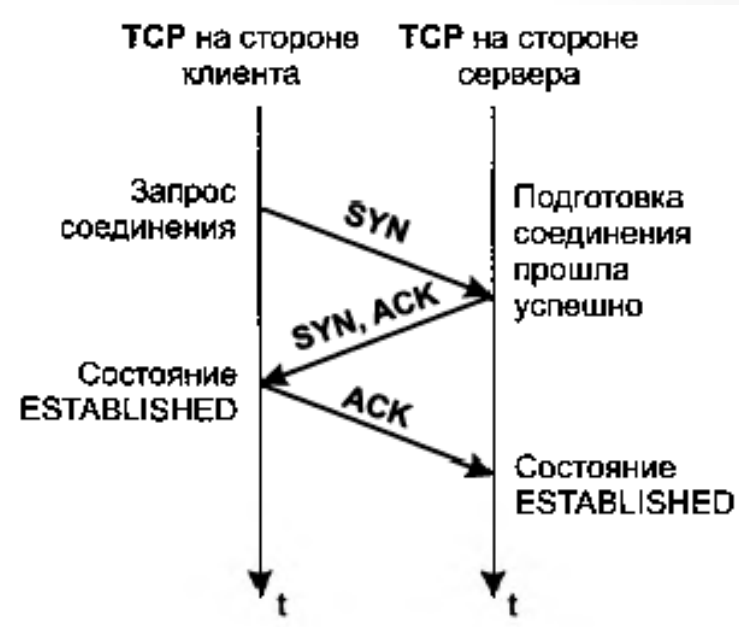 TCP на стороне
клиента
TCP на стороне
сервера
Запрос
соединения
SYN
Подготовка
соединения
прошла
успешно
SYN, ACK
Состояние
ESTABLISHED
ACK
Состояние
ESTABLISHED
t
t